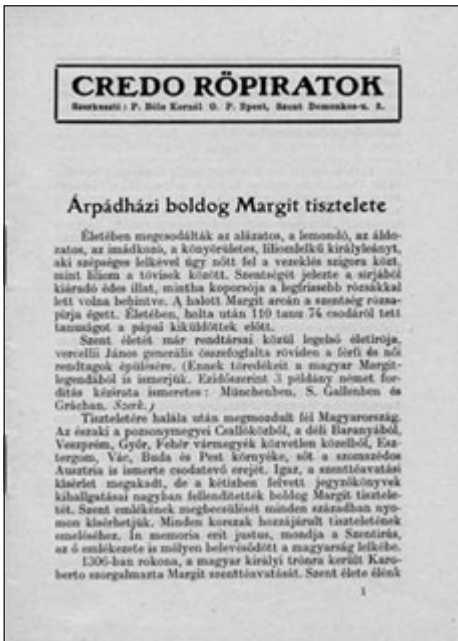 CREDO RÖPIRATOK
Szerkeszti: P. Bőle Kornél O. P. Bpest, Szent Domonkos-u. 3.
Árpádházi boldog Margit tisztelete
Életében megcsodálták az alázatos, a lemondó, az áldo-
zatos, az imádkozó, a könyörületes, liliomlelkű királyleányt,
aki szépséges lelkével úgy nőtt fel a vezeklés szigora közt,
mint liliom a tövisek között. Szentségét jelezte a sírjából
kiáradó édes illat, mintha koporsója a legfrissebb rózsákkal
lett volna behintve. A halott Margit arcán a szentség rózsa-
pírja égett. Életében, holta után 110 tanu 74 csodáról tett
tanuságot a pápai kiküldöttek előtt.
Szent életét már rendtársai közül legelső életírója,
vercellii János generális összefoglalta röviden a férfi és női
rendtagok épülésére. (Ennek töredékeit a magyar Margit-
legendából is ismerjük. Ezidőszerint 3 példány német for-
dítás kézirata ismeretes: Münchenben, S. Gallenben és
Grácban. Szerk.)
Tiszteletére halála után megmozdult fél Magyarország.
Az északi a pozsonymegyei Csallóközből, a déli Baranyából,
Veszprém, Győr, Fehér vármegyék közvetlen közelből, Esz-
tergom, Vác, Buda és Pest környéke, sőt a szomszédos
Ausztria is ismerte csodatevő erejét. Igaz, a szenttéavatási
kísérlet megakadt, de a kétízben felvett jegyzőkönyvek
kihallgatásai nagyban fellendítették boldog Margit tisztele-
tét. Szent emlékének megbecsülését minden században nyo-
mon kísérhetjük. Minden korszak hozzájárult tiszteletének
emeléséhez. In memoria erit justus, mondja a Szentírás,
az ő emlékezete is mélyen belevésődött a magyarság lelkébe.
1306-ban rokona, a magyar királyi trónra került Karo-
berto szorgalmazta Margit szenttéavatását. Szent élete élénk
1